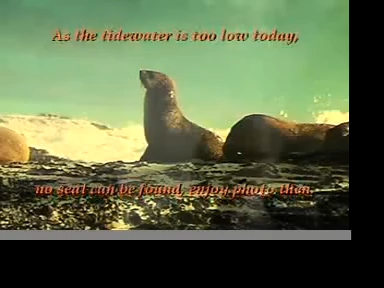 As the tidewater is too low today,
no seal can be found, enjoy photo then.